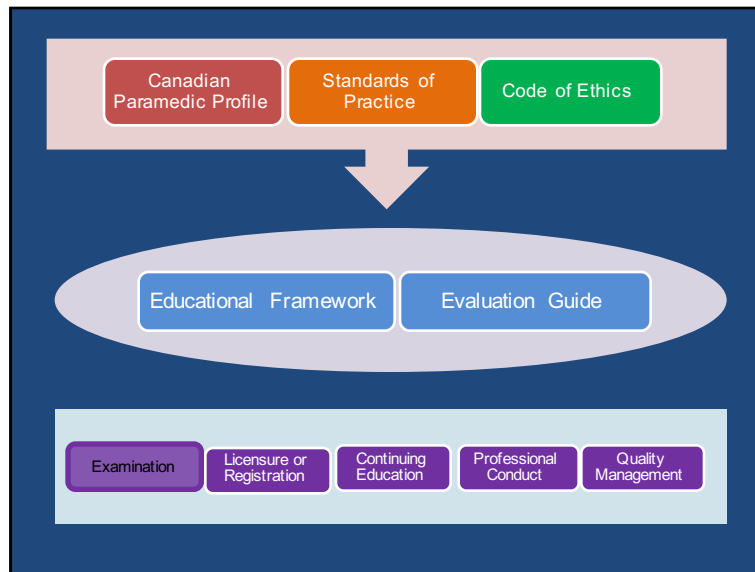 Canadian
Paramedic Profile
Standards of
Practice
Code of Ethics
Educational Framework
Evaluation Guide
Examination
Licensure or
Registration
Continuing
Education
Professional
Conduct
Quality
Management